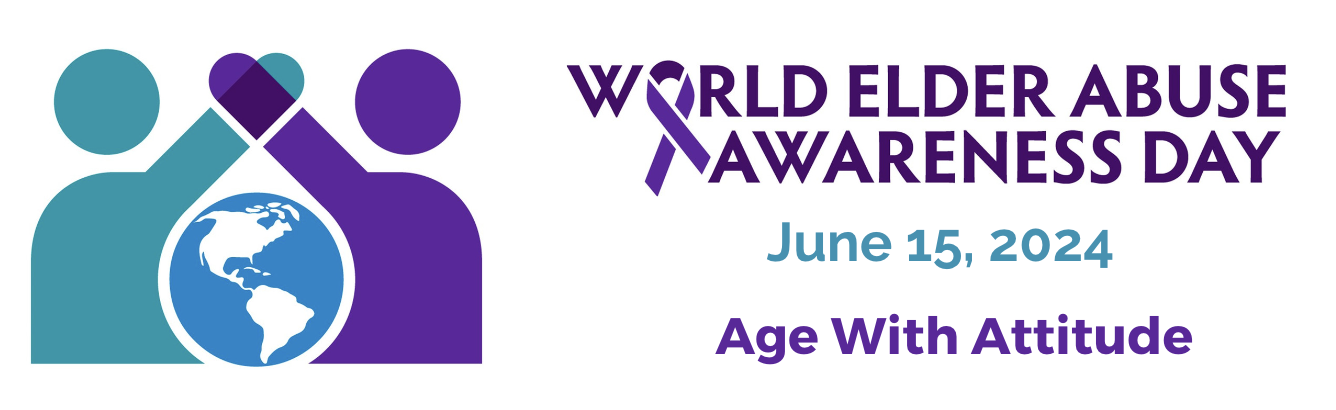 WORLD ELDER ABUSE
AWARENESS DAY
June 15, 2024
Age With Attitude